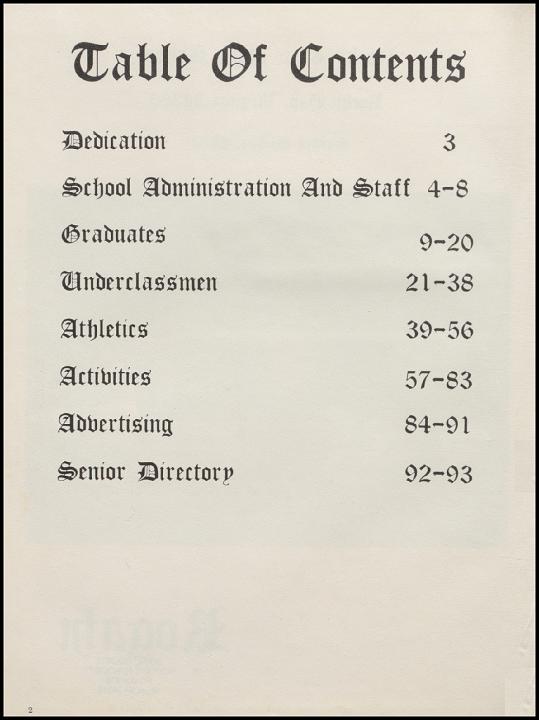 Table Of Contents
Dedication 3
School Administration And Staff 4-8
Graduates 9-20
Underclassmen 21-38
Athletics 39-56
Activities 57-83
Advertising 84-91
Senior Directory 92-93
2